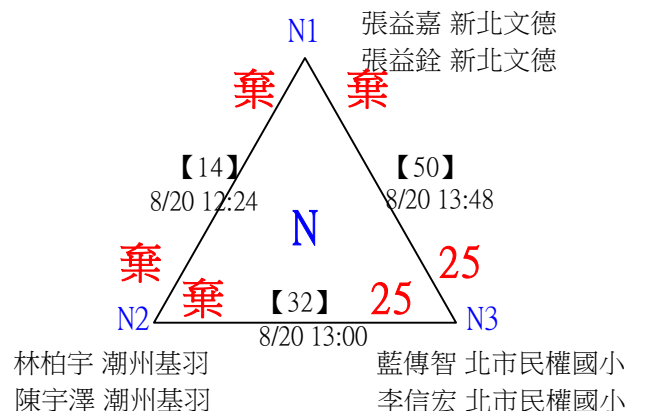 N1
張益嘉 新北文德
張益銓 新北文德
棄 棄
【14】 【50】
8/20 12:24 8/20 13:48
N
棄 25
棄 【32】 25
N2 N3
8/20 13:00
林柏宇 潮州基羽 藍傳智 北市民權國小
陳宇澤 潮州基羽 李信宏 北市民權國小